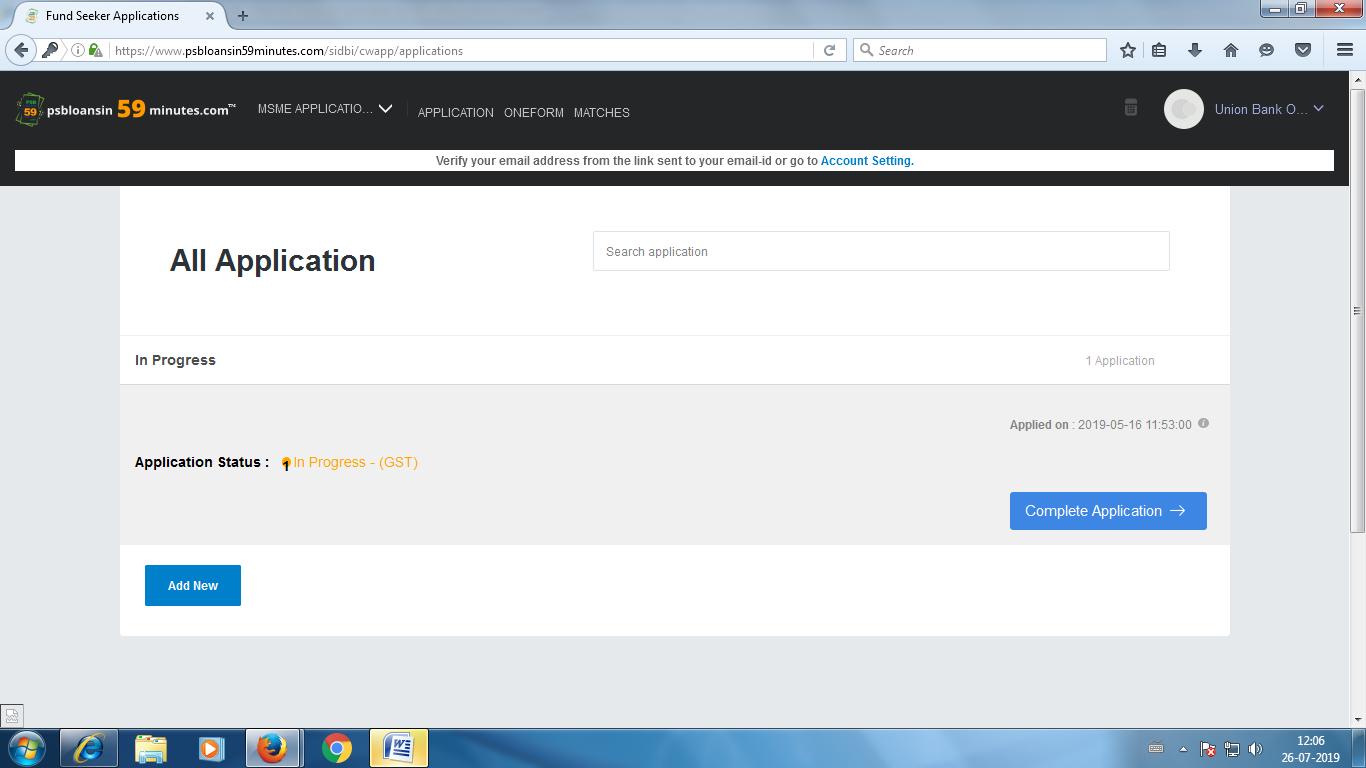 Fund Seeker Applications
https://www.psbloansin59minutes.com/sidbi/cwapp/applications
Search
PSB 59 psbloansin 59 minutes.com™
MSME APPLICATIO...
APPLICATION ONEFORM MATCHES
Union Bank O...
Verify your email address from the link sent to your email-id or go to Account Setting.
All Application
Search application
In Progress
1 Application
Applied on : 2019-05-16 11:53:00
Application Status : 1 In Progress - (GST)
Complete Application →
Add New
12:06
26-07-2019